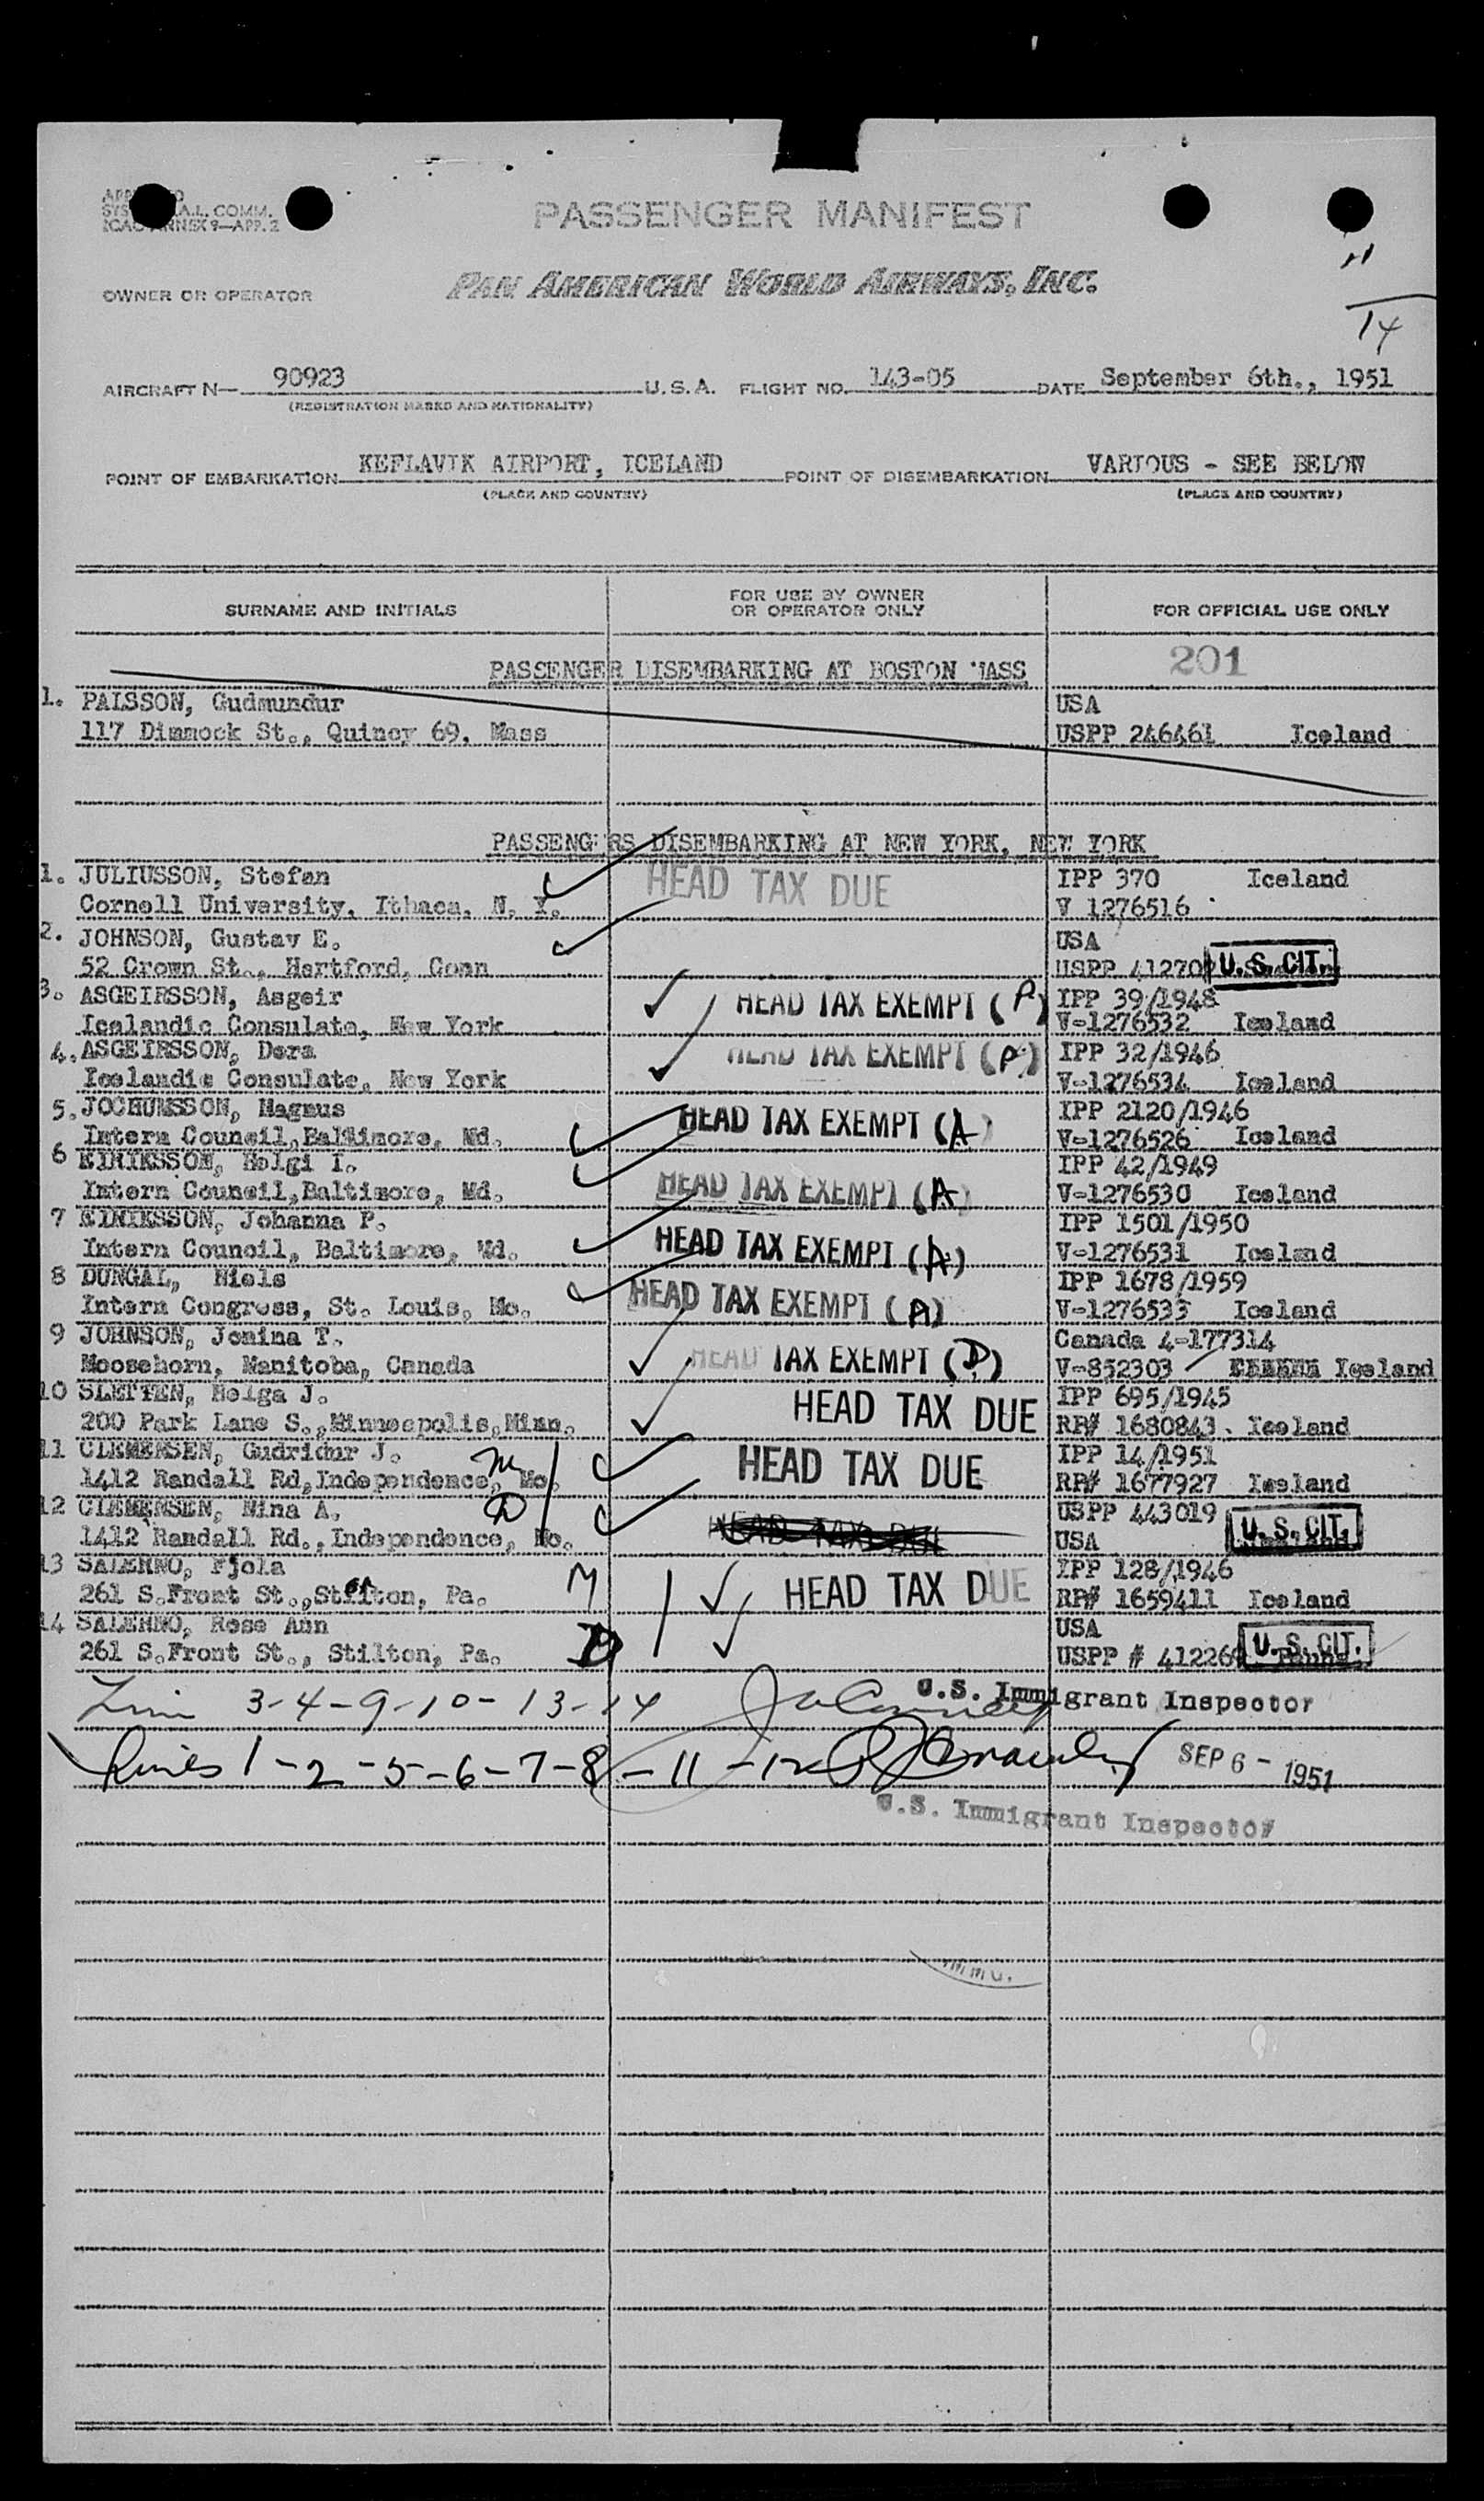 PASSENGER MANIFEST
OWNER OR OPERATOR PAN AMERICAN WORLD AIRWAYS, INC.
14
AIRCRAFT N— 90923 U.S.A. FLIGHT NO. 143-05 DATE September 6th., 1951
(REGISTRATION MARKS AND NATIONALITY)
POINT OF EMBARKATION KEFLAVIK AIRPORT, ICELAND POINT OF DISEMBARKATION VARIOUS - SEE BELOW
(PLACE AND COUNTRY) (PLACE AND COUNTRY)
SURNAME AND INITIALS FOR USE BY OWNER OR OPERATOR ONLY FOR OFFICIAL USE ONLY
201
PASSENGER DISEMBARKING AT BOSTON MASS
1. PALSSON, Gudmundur USA
117 Dimmock St., Quincy 69, Mass USPP 246461 Iceland
PASSENGERS DISEMBARKING AT NEW YORK, NEW YORK
1. JULIUSSON, Stefan HEAD TAX DUE IPP 370 Iceland
Cornell University, Ithaca, N. Y. V 1276516
2. JOHNSON, Gustav E. USA
52 Crown St., Hartford, Conn USPP U.S. CIT.
3. ASGEIRSSON, Asgeir HEAD TAX EXEMPT IPP 39/1948
Icelandic Consulate, New York V-1276532 Iceland
4. ASGEIRSSON, Dora HEAD TAX EXEMPT IPP 32/1946
Icelandic Consulate, New York V-1276534 Iceland
5. JOCHUMSSON, Magnus HEAD TAX EXEMPT (A) IPP 2120/1946
Intern Council, Baltimore, Md. V-1276526 Iceland
6 EIRIKSSON, Helgi I. HEAD TAX EXEMPT (A) IPP 42/1949
Intern Council, Baltimore, Md. V-1276530 Iceland
7 EIRIKSSON, Johanna P. HEAD TAX EXEMPT (A) IPP 1501/1950
Intern Council, Baltimore, Md. V-1276531 Iceland
8 DUNGAL, Niels HEAD TAX EXEMPT (A) IPP 1678/1959
Intern Congress, St. Louis, Mo. V-1276533 Iceland
9 JOHNSON, Jonina T. HEAD TAX EXEMPT (D) Canada 4-177314
Moosehorn, Manitoba, Canada V-852303 Iceland
10 SLETTEN, Helga J. HEAD TAX DUE IPP 695/1945
200 Park Lane S., Minneapolis, Minn. RP# 1680843. Iceland
11 CLEMENSEN, Gudridur J. M HEAD TAX DUE IPP 14/1951
1412 Randall Rd, Independence, Mo. RP# 1677927 Iceland
12 CLEMENSEN, Nina A. D USPP 443019 U.S. CIT.
1412 Randall Rd., Independence, Mo. HEAD TAX DUE USA
13 SALERNO, Fjola M HEAD TAX DUE IPP 128/1946
261 S.Front St., Pa. RP# 1659411 Iceland
14 SALERNO, Rose Ann D USA
261 S.Front St., Stilton, Pa. USPP # U.S. CIT.
3-4-9-10-13-14 U.S. Immigrant Inspector
Lines 1-2-5-6-7-8-11-12 SEP 6 - 1951
U.S. Immigrant Inspector